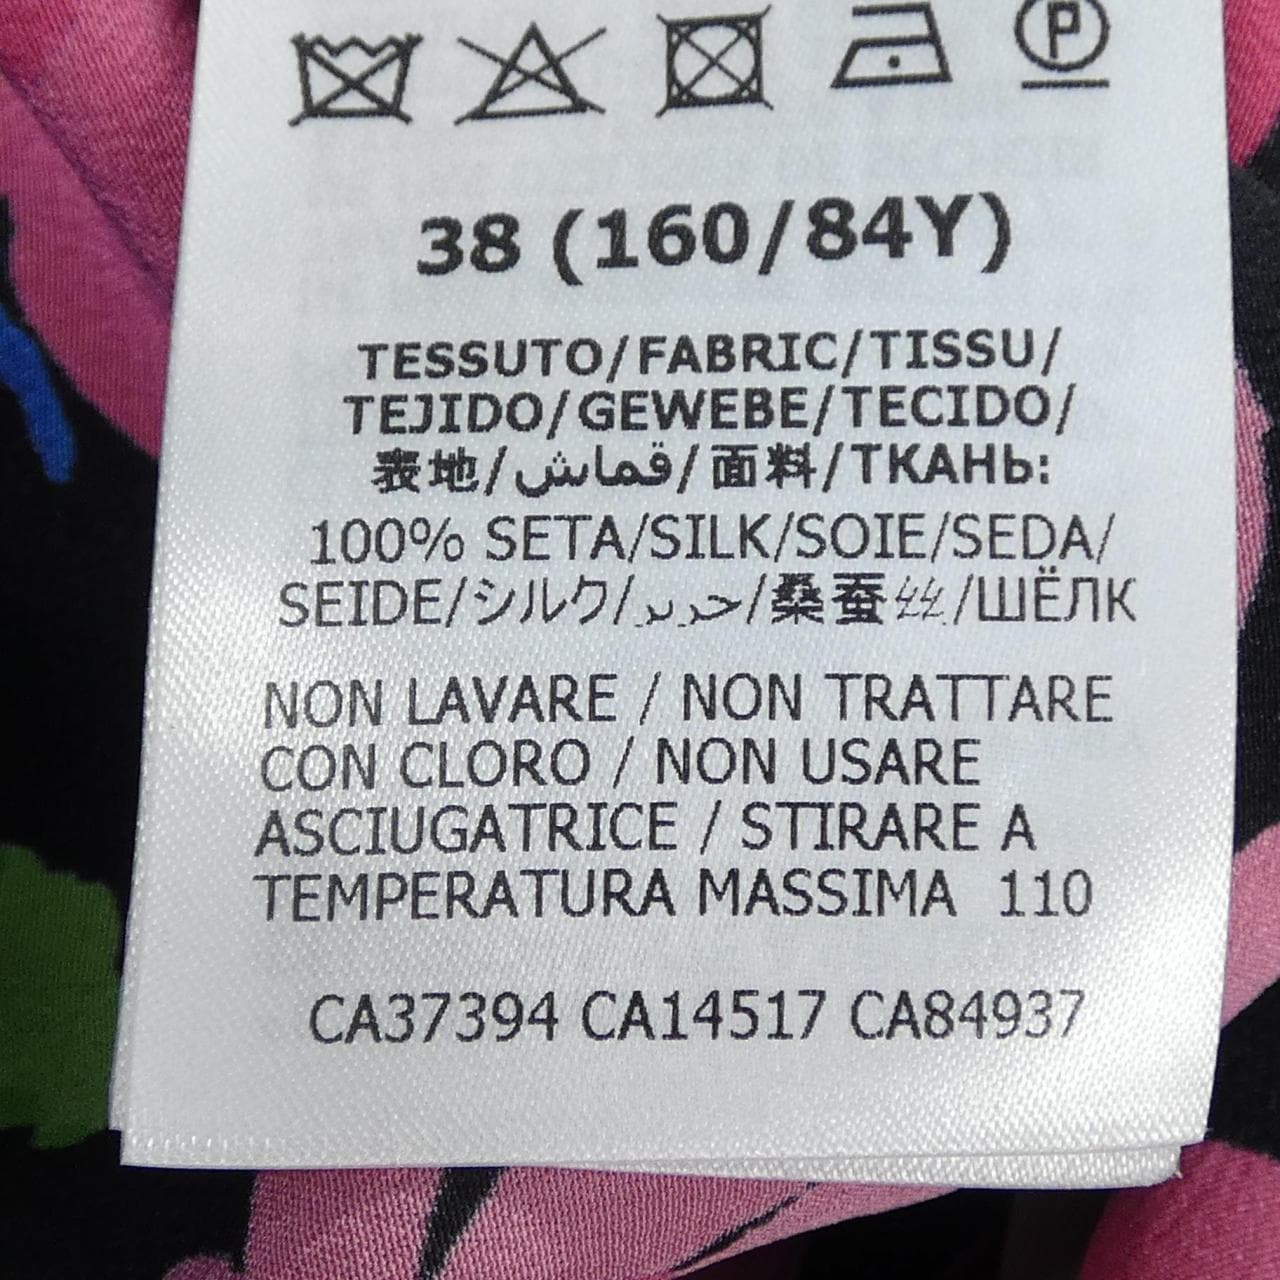 P
38 (160/84Y)
TESSUTO/FABRIC/TISSU/
TEJIDO/GEWEBE/TECIDO/
表地/قماش/面料/ТКАНЬ:
100% SETA/SILK/SOIE/SEDA/
SEIDE/シルク/حرير/桑蚕丝/ШЁЛК
NON LAVARE / NON TRATTARE
CON CLORO / NON USARE
ASCIUGATRICE / STIRARE A
TEMPERATURA MASSIMA 110
CA37394 CA14517 CA84937